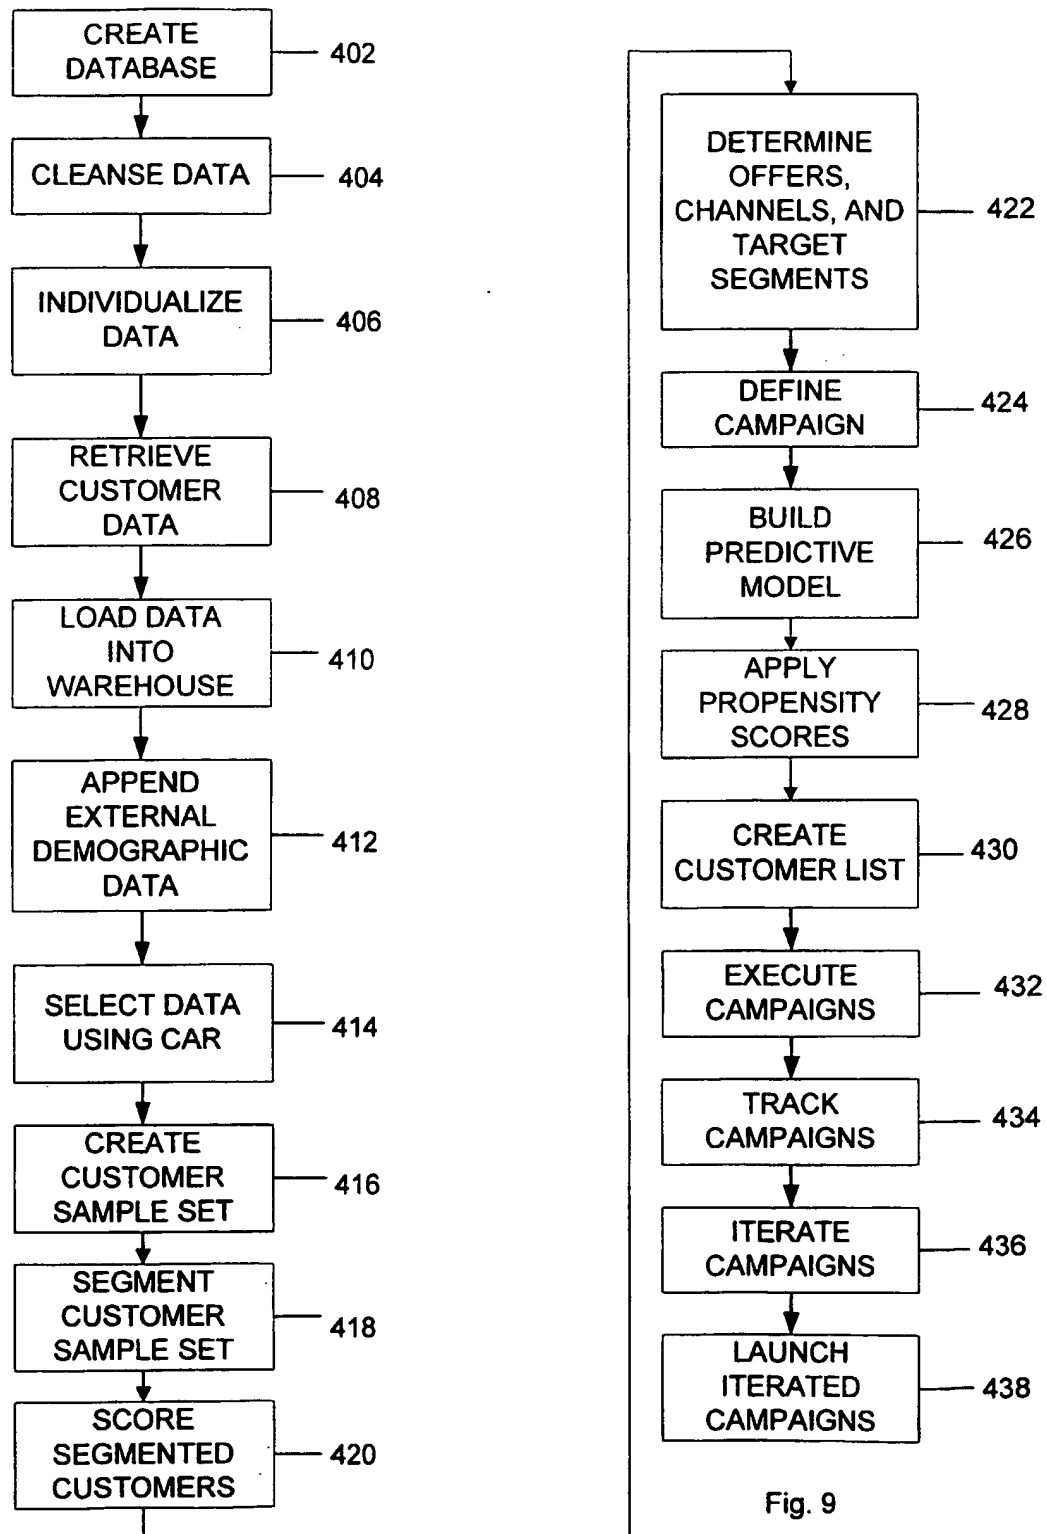 CREATE
DATABASE
402
CLEANSE DATA
404
INDIVIDUALIZE
DATA
406
RETRIEVE
CUSTOMER
DATA
408
LOAD DATA
INTO
WAREHOUSE
410
APPEND
EXTERNAL
DEMOGRAPHIC
DATA
412
SELECT DATA
USING CAR
414
CREATE
CUSTOMER
SAMPLE SET
416
SEGMENT
CUSTOMER
SAMPLE SET
418
SCORE
SEGMENTED
CUSTOMERS
420
DETERMINE
OFFERS,
CHANNELS, AND
TARGET
SEGMENTS
422
DEFINE
CAMPAIGN
424
BUILD
PREDICTIVE
MODEL
426
APPLY
PROPENSITY
SCORES
428
CREATE
CUSTOMER LIST
430
EXECUTE
CAMPAIGNS
432
TRACK
CAMPAIGNS
434
ITERATE
CAMPAIGNS
436
LAUNCH
ITERATED
CAMPAIGNS
438
Fig. 9